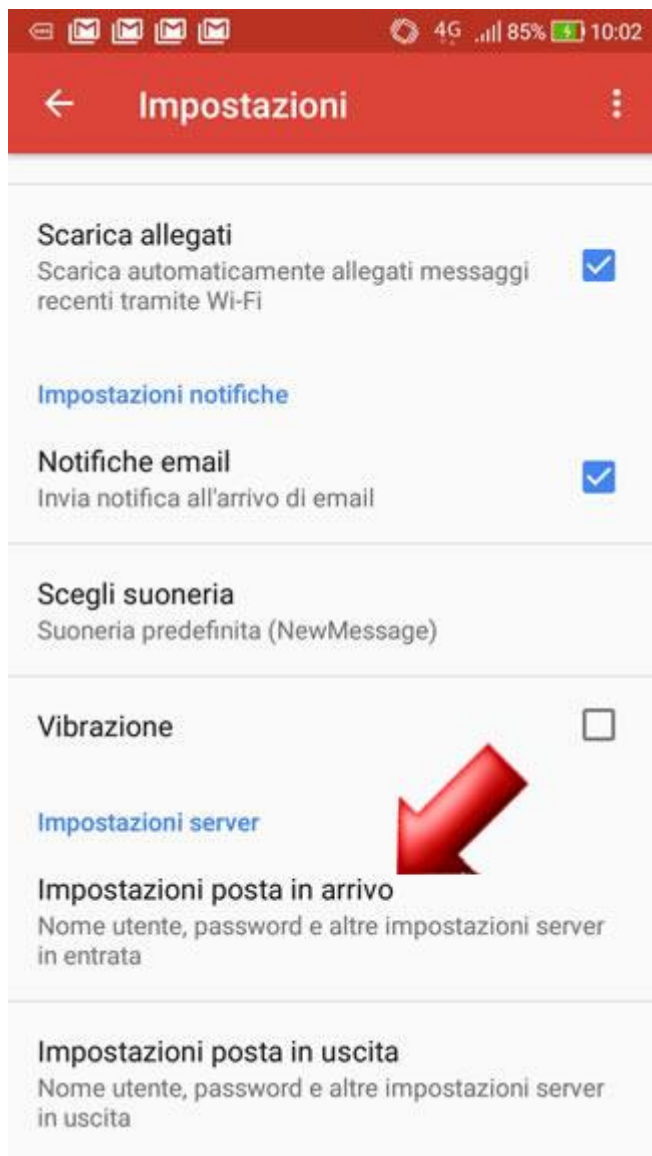 4G 85% 10:02
Impostazioni
Scarica allegati
Scarica automaticamente allegati messaggi
recenti tramite Wi-Fi
Impostazioni notifiche
Notifiche email
Invia notifica all'arrivo di email
Scegli suoneria
Suoneria predefinita (NewMessage)
Vibrazione
Impostazioni server
Impostazioni posta in arrivo
Nome utente, password e altre impostazioni server
in entrata
Impostazioni posta in uscita
Nome utente, password e altre impostazioni server
in uscita